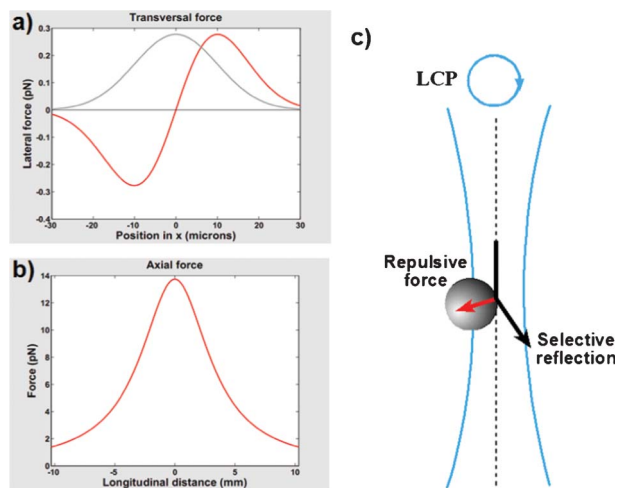 a)
Transversal force
0.3
0.2
0.1
0
-0.1
-0.2
-0.3
-0.4
Lateral force (pN)
-30
-20
-10
0
10
20
30
Position in x (microns)
b)
Axial force
14
12
10
8
6
4
2
0
Force (pN)
-10
-5
0
5
10
Longitudinal distance (mm)
c)
LCP
Repulsive
force
Selective
reflection